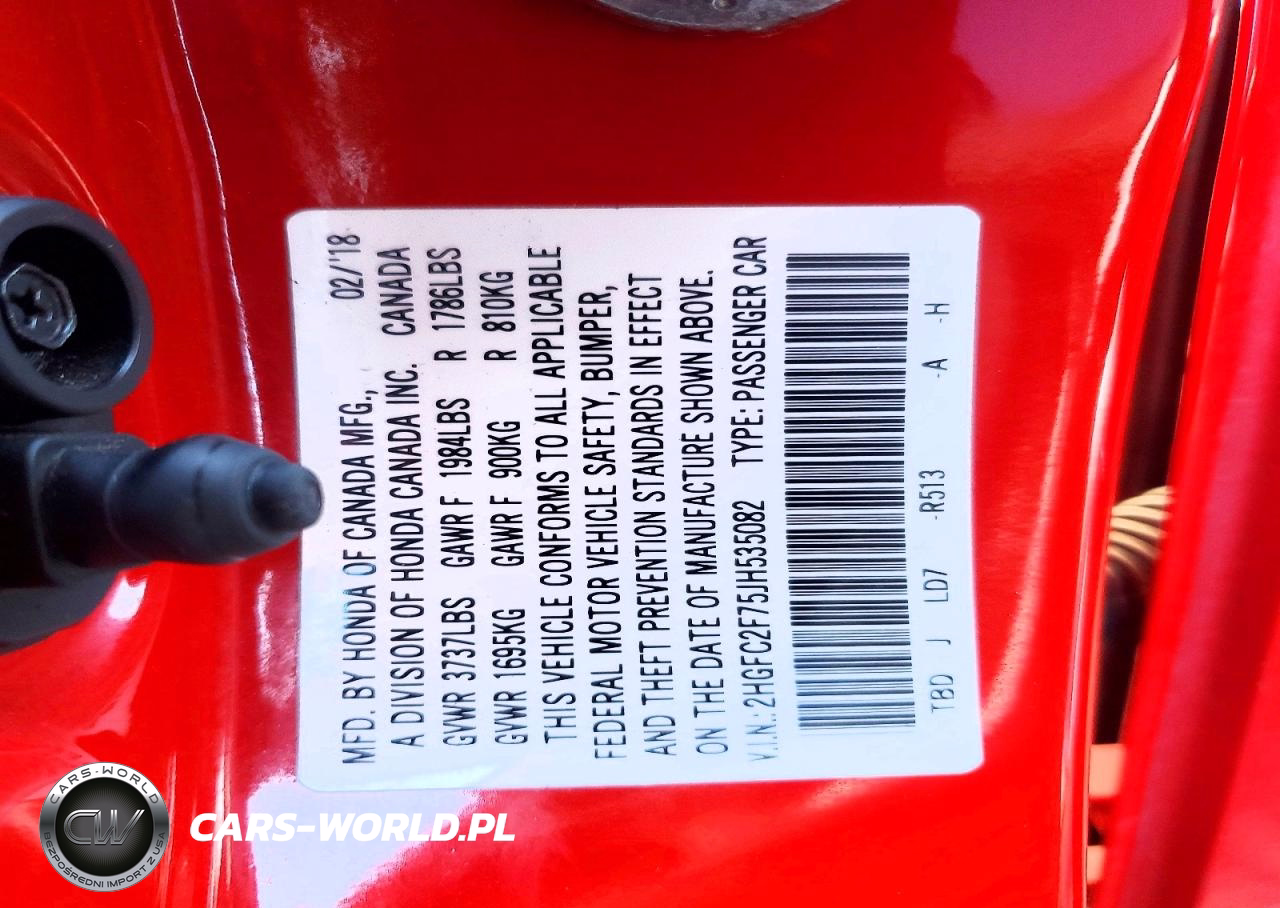 MFD. BY HONDA OF CANADA MFG., 02/'18
A DIVISION OF HONDA CANADA INC. CANADA
GVWR 3737LBS GAWR F 1984LBS R 1786LBS
GVWR 1695KG GAWR F 900KG R 810KG
THIS VEHICLE CONFORMS TO ALL APPLICABLE
FEDERAL MOTOR VEHICLE SAFETY, BUMPER,
AND THEFT PREVENTION STANDARDS IN EFFECT
ON THE DATE OF MANUFACTURE SHOWN ABOVE.
V.I.N.: 2HGFC2F75JH535082 TYPE: PASSENGER CAR
TBD J LD7 -R513 -A -H
CARS-WORLD
CW
BEZPOŚREDNI IMPORT Z USA
CARS-WORLD.PL